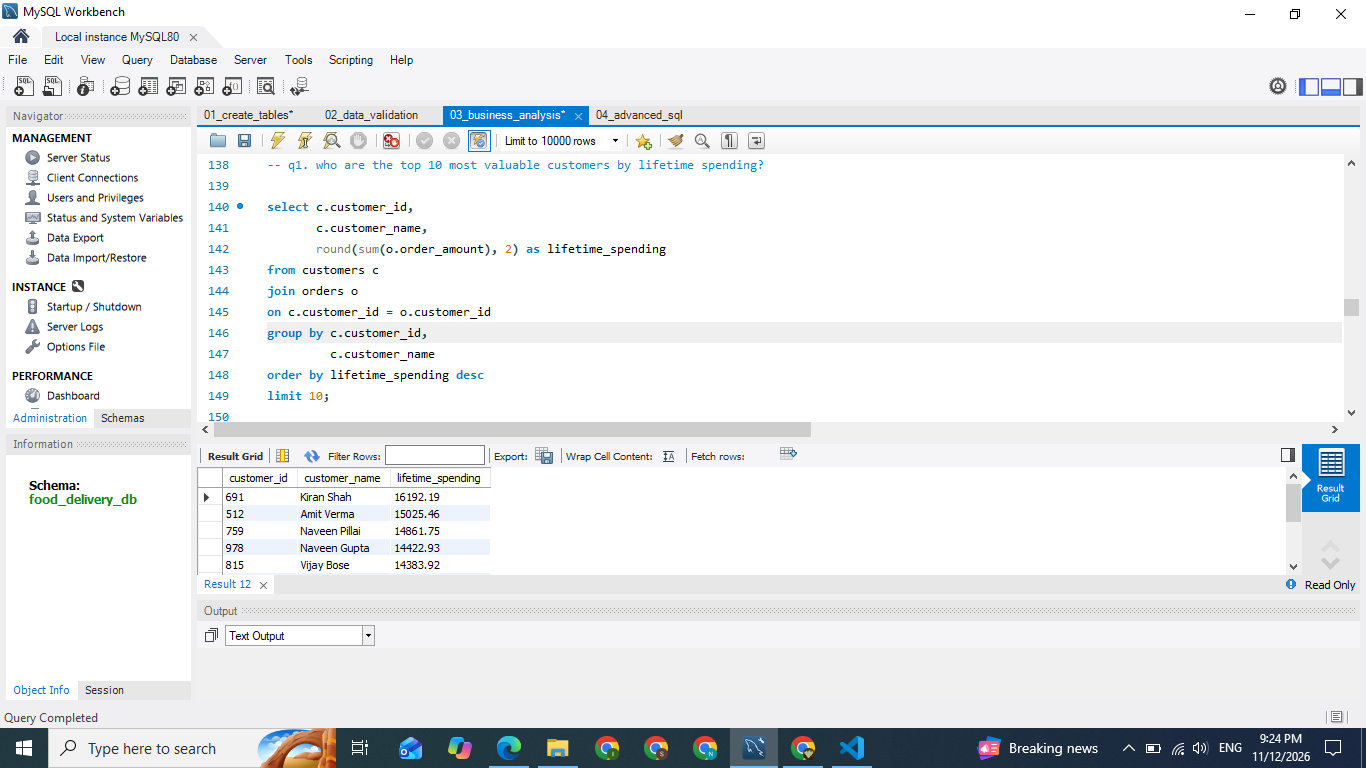 MySQL Workbench
Local instance MySQL80
File Edit View Query Database Server Tools Scripting Help
Navigator
MANAGEMENT
Server Status
Client Connections
Users and Privileges
Status and System Variables
Data Export
Data Import/Restore
INSTANCE
Startup / Shutdown
Server Logs
Options File
PERFORMANCE
Dashboard
Administration Schemas
Information
Schema:
food_delivery_db
Object Info Session
01_create_tables* 02_data_validation 03_business_analysis* 04_advanced_sql
Limit to 10000 rows
138 -- q1. who are the top 10 most valuable customers by lifetime spending?
139
140 select c.customer_id,
141 c.customer_name,
142 round(sum(o.order_amount), 2) as lifetime_spending
143 from customers c
144 join orders o
145 on c.customer_id = o.customer_id
146 group by c.customer_id,
147 c.customer_name
148 order by lifetime_spending desc
149 limit 10;
150
Result Grid Filter Rows: Export: Wrap Cell Content: Fetch rows:
customer_id customer_name lifetime_spending
691 Kiran Shah 16192.19
512 Amit Verma 15025.46
759 Naveen Pillai 14861.75
978 Naveen Gupta 14422.93
815 Vijay Bose 14383.92
Result Grid
Result 12
Read Only
Output
Text Output
Query Completed
Type here to search
Breaking news
ENG
9:24 PM
11/12/2026